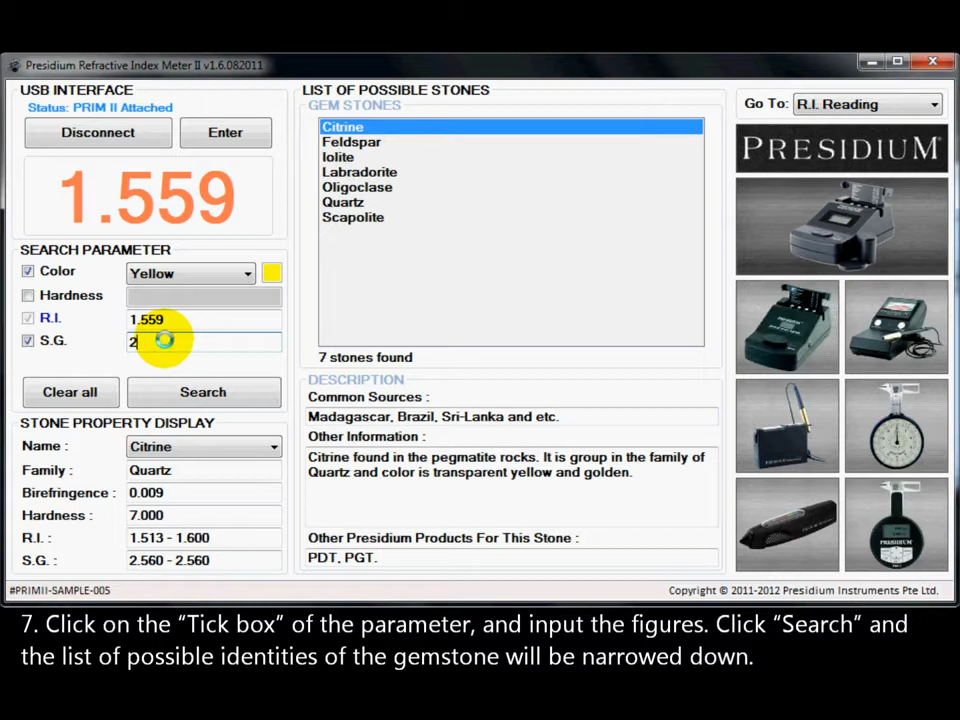 Presidium Refractive Index Meter II v1.6.082011
USB INTERFACE
Status: PRIM II Attached
Disconnect
Enter
1.559
SEARCH PARAMETER
Color
Yellow
Hardness
R.I.
1.559
S.G.
2
Clear all
Search
STONE PROPERTY DISPLAY
Name :
Citrine
Family :
Quartz
Birefringence :
0.009
Hardness :
7.000
R.I. :
1.513 - 1.600
S.G. :
2.560 - 2.560
LIST OF POSSIBLE STONES
GEM STONES
Citrine
Feldspar
Iolite
Labradorite
Oligoclase
Quartz
Scapolite
7 stones found
DESCRIPTION
Common Sources :
Madagascar, Brazil, Sri-Lanka and etc.
Other Information :
Citrine found in the pegmatite rocks. It is group in the family of
Quartz and color is transparent yellow and golden.
Other Presidium Products For This Stone :
PDT, PGT.
Go To:
R.I. Reading
PRESIDIUM
#PRIMII-SAMPLE-005
Copyright © 2011-2012 Presidium Instruments Pte Ltd.
7. Click on the “Tick box” of the parameter, and input the figures. Click “Search” and
the list of possible identities of the gemstone will be narrowed down.